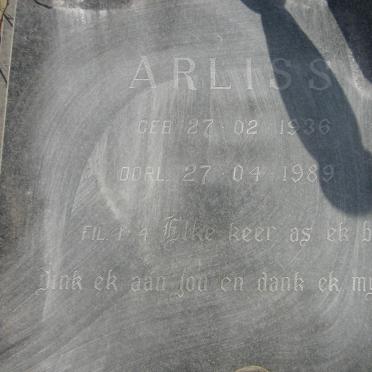 ARLISS
GEB 27·02·1936
OORL. 27·04·1989
FIL. 1·4 Elke keer as ek b
dink ek aan jou en dank ek my